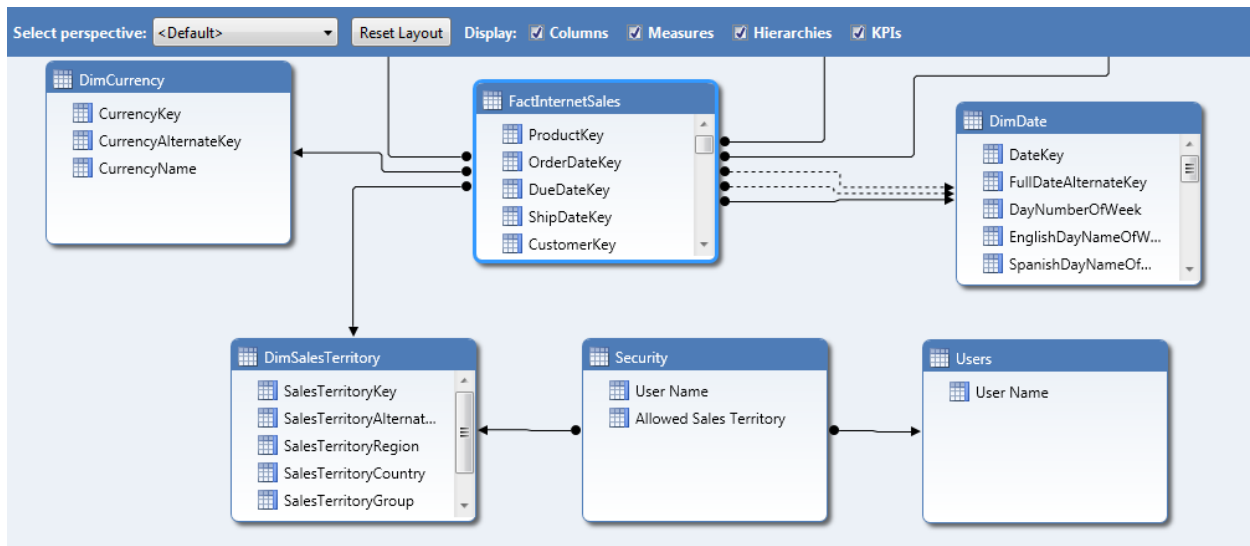 Select perspective: <Default> Reset Layout Display: Columns Measures Hierarchies KPIs
DimCurrency
CurrencyKey
CurrencyAlternateKey
CurrencyName
FactInternetSales
ProductKey
OrderDateKey
DueDateKey
ShipDateKey
CustomerKey
DimDate
DateKey
FullDateAlternateKey
DayNumberOfWeek
EnglishDayNameOfW...
SpanishDayNameOf...
DimSalesTerritory
SalesTerritoryKey
SalesTerritoryAlternat...
SalesTerritoryRegion
SalesTerritoryCountry
SalesTerritoryGroup
Security
User Name
Allowed Sales Territory
Users
User Name